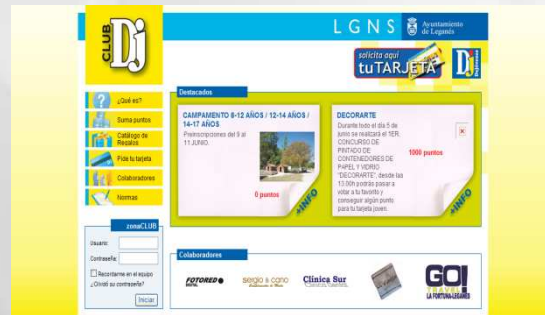 CLUB
Dj
LGNS
Ayuntamiento
de Leganés
solicita aquí
tu TARJETA
Dj
¿Qué es?
Suma puntos
Catálogo de
Regalos
Pide tu tarjeta
Colaboradores
Normas
Destacados
CAMPAMENTO 8-12 AÑOS / 12-14 AÑOS /
14-17 AÑOS
Preinscripciones del 9 al
11 JUNIO.
0 puntos
+INFO
DECORARTE
Durante todo el día 5 de
junio se realizará el 1ER.
CONCURSO DE
PINTADO DE
CONTENEDORES DE
PAPEL Y VIDRIO
"DECORARTE", desde las
13.00h podrás pasar a
votar a tu favorito y
conseguir algún punto
para tu tarjeta joven.
1000 puntos
+INFO
zonaCLUB
Usuario:
Contraseña:
Recordarme en el equipo
¿Olvidó su contraseña?
Iniciar
Colaboradores
FOTORED
DIGITAL
sergio & cano
Clínica Sur
GO!
TRAVEL
LA FORTUNA-LEGANÉS